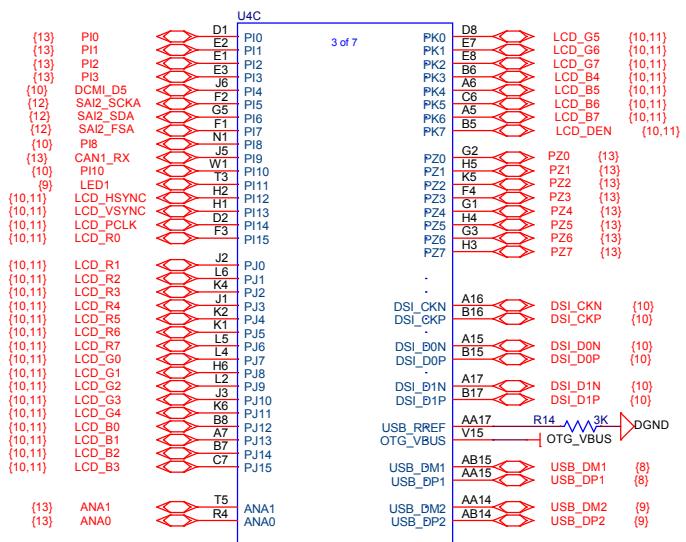 U4C
3 of 7
{13} PI0 D1 PI0
{13} PI1 E2 PI1
{13} PI2 E1 PI2
{13} PI3 E3 PI3
{10} DCMI_D5 J6 PI4
{12} SAI2_SCKA F2 PI5
{12} SAI2_SDA G5 PI6
{12} SAI2_FSA F1 PI7
{10} PI8 N1 PI8
{13} CAN1_RX J5 PI9
{10} PI10 W1 PI10
{9} LED1 T3 PI11
{10,11} LCD_HSYNC H2 PI12
{10,11} LCD_VSYNC H1 PI13
{10,11} LCD_PCLK D2 PI14
{10,11} LCD_R0 F3 PI15
{10,11} LCD_R1 J2 PJ0
{10,11} LCD_R2 L6 PJ1
{10,11} LCD_R3 K4 PJ2
{10,11} LCD_R4 J1 PJ3
{10,11} LCD_R5 K2 PJ4
{10,11} LCD_R6 K1 PJ5
{10,11} LCD_R7 L5 PJ6
{10,11} LCD_G0 L4 PJ7
{10,11} LCD_G1 H6 PJ8
{10,11} LCD_G2 L2 PJ9
{10,11} LCD_G3 J3 PJ10
{10,11} LCD_G4 K6 PJ11
{10,11} LCD_B0 B8 PJ12
{10,11} LCD_B1 A7 PJ13
{10,11} LCD_B2 B7 PJ14
{10,11} LCD_B3 C7 PJ15
{13} ANA1 T5 ANA1
{13} ANA0 R4 ANA0
PK0 D8 LCD_G5 {10,11}
PK1 E7 LCD_G6 {10,11}
PK2 E8 LCD_G7 {10,11}
PK3 B6 LCD_B4 {10,11}
PK4 A6 LCD_B5 {10,11}
PK5 C6 LCD_B6 {10,11}
PK6 A5 LCD_B7 {10,11}
PK7 B5 LCD_DEN {10,11}
PZ0 G2 PZ0 {13}
PZ1 H5 PZ1 {13}
PZ2 K5 PZ2 {13}
PZ3 F4 PZ3 {13}
PZ4 G1 PZ4 {13}
PZ5 H4 PZ5 {13}
PZ6 G3 PZ6 {13}
PZ7 H3 PZ7 {13}
DSI_CKN A16 DSI_CKN {10}
DSI_CKP B16 DSI_CKP {10}
DSI_D0N A15 DSI_D0N {10}
DSI_D0P B15 DSI_D0P {10}
DSI_D1N A17 DSI_D1N {10}
DSI_D1P B17 DSI_D1P {10}
USB_RREF AA17 R14 3K DGND
OTG_VBUS V15 OTG_VBUS
USB_DM1 AB15 USB_DM1 {8}
USB_DP1 AA15 USB_DP1 {8}
USB_DM2 AA14 USB_DM2 {9}
USB_DP2 AB14 USB_DP2 {9}